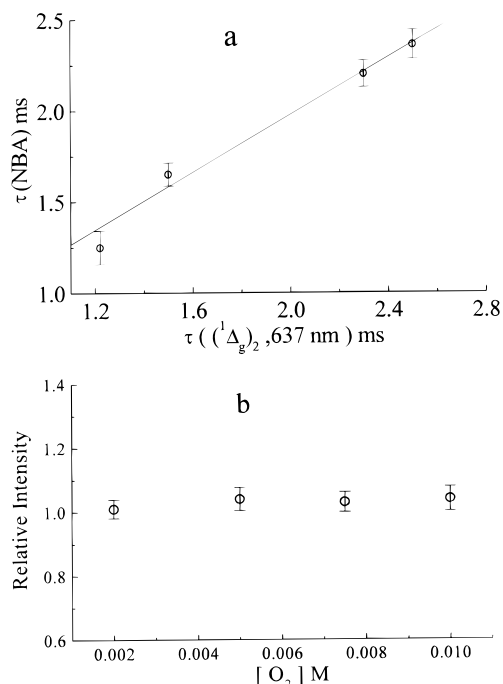 a
2.5
2.0
1.5
1.0
τ (NBA) ms
1.2 1.6 2.0 2.4 2.8
τ ( (¹Δg)₂ ,637 nm ) ms
b
1.4
1.2
1.0
0.8
0.6
Relative Intensity
0.002 0.004 0.006 0.008 0.010
[ O₂ ] M